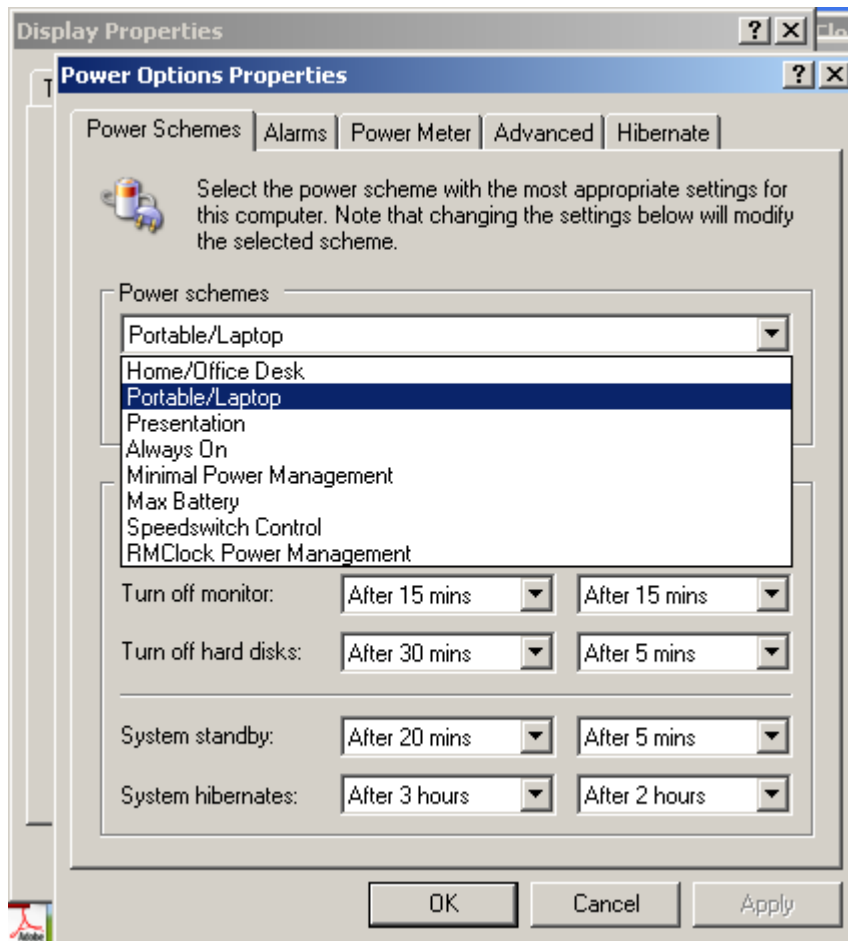 Display Properties
Clo
T
Power Options Properties
Power Schemes Alarms Power Meter Advanced Hibernate
Select the power scheme with the most appropriate settings for
this computer. Note that changing the settings below will modify
the selected scheme.
Power schemes
Portable/Laptop
Home/Office Desk
Portable/Laptop
Presentation
Always On
Minimal Power Management
Max Battery
Speedswitch Control
RMClock Power Management
Turn off monitor: After 15 mins After 15 mins
Turn off hard disks: After 30 mins After 5 mins
System standby: After 20 mins After 5 mins
System hibernates: After 3 hours After 2 hours
OK Cancel Apply
Adobe